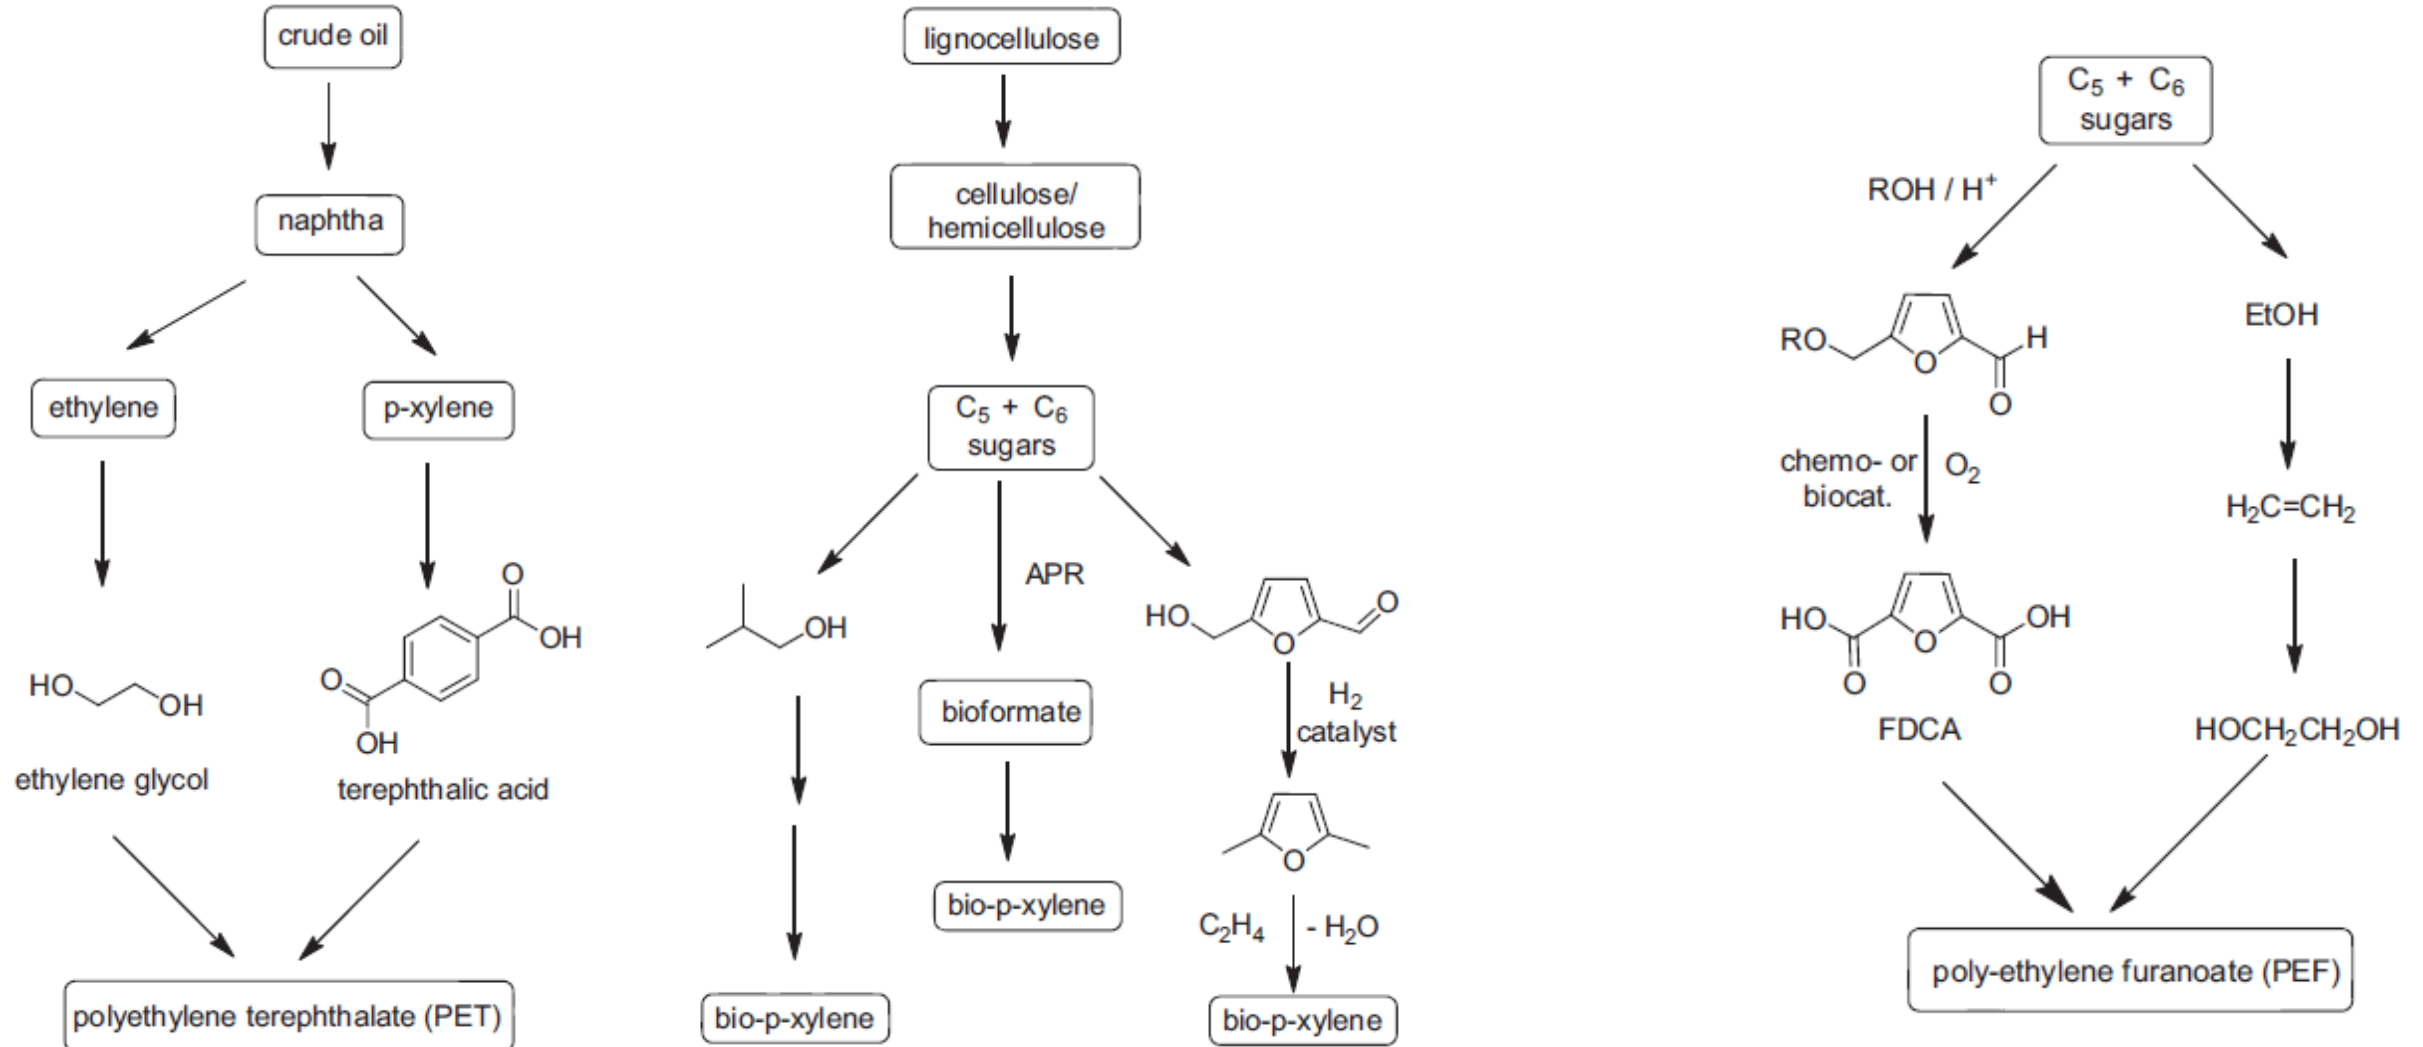 crude oil
naphtha
ethylene
p-xylene
HO
OH
ethylene glycol
O
OH
O
OH
terephthalic acid
polyethylene terephthalate (PET)
lignocellulose
cellulose/
hemicellulose
C5 + C6
sugars
OH
APR
HO
O
O
bioformate
H2
catalyst
bio-p-xylene
O
C2H4
- H2O
bio-p-xylene
bio-p-xylene
C5 + C6
sugars
ROH / H+
RO
O
H
O
EtOH
chemo- or
biocat.
O2
H2C=CH2
HO
O
O
OH
O
FDCA
HOCH2CH2OH
poly-ethylene furanoate (PEF)